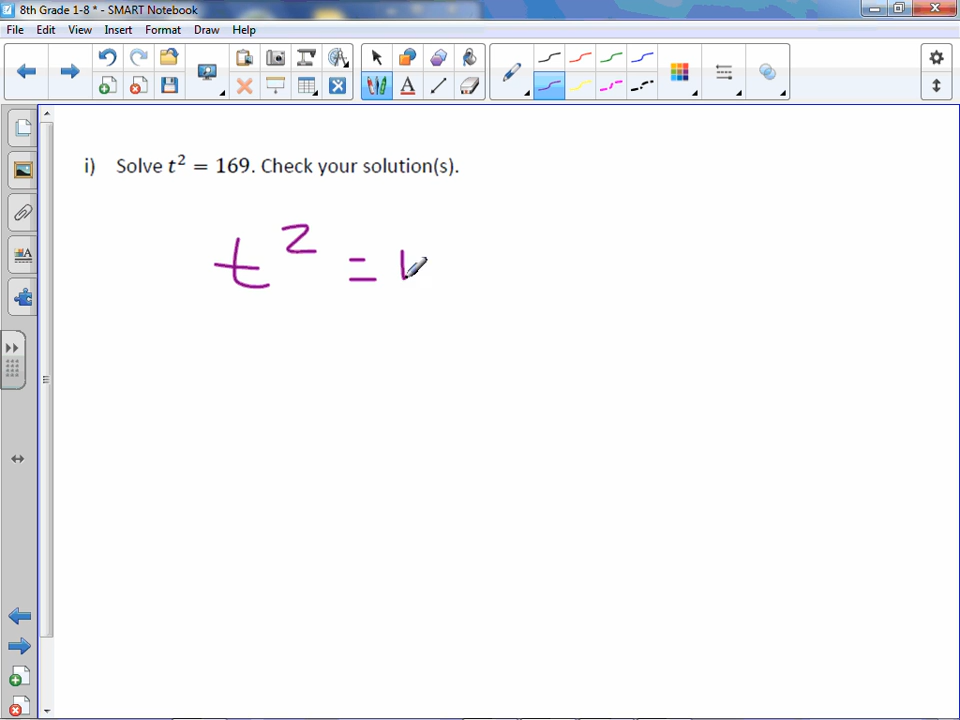 8th Grade 1-8 * - SMART Notebook
File Edit View Insert Format Draw Help
i) Solve t² = 169. Check your solution(s).
t² =